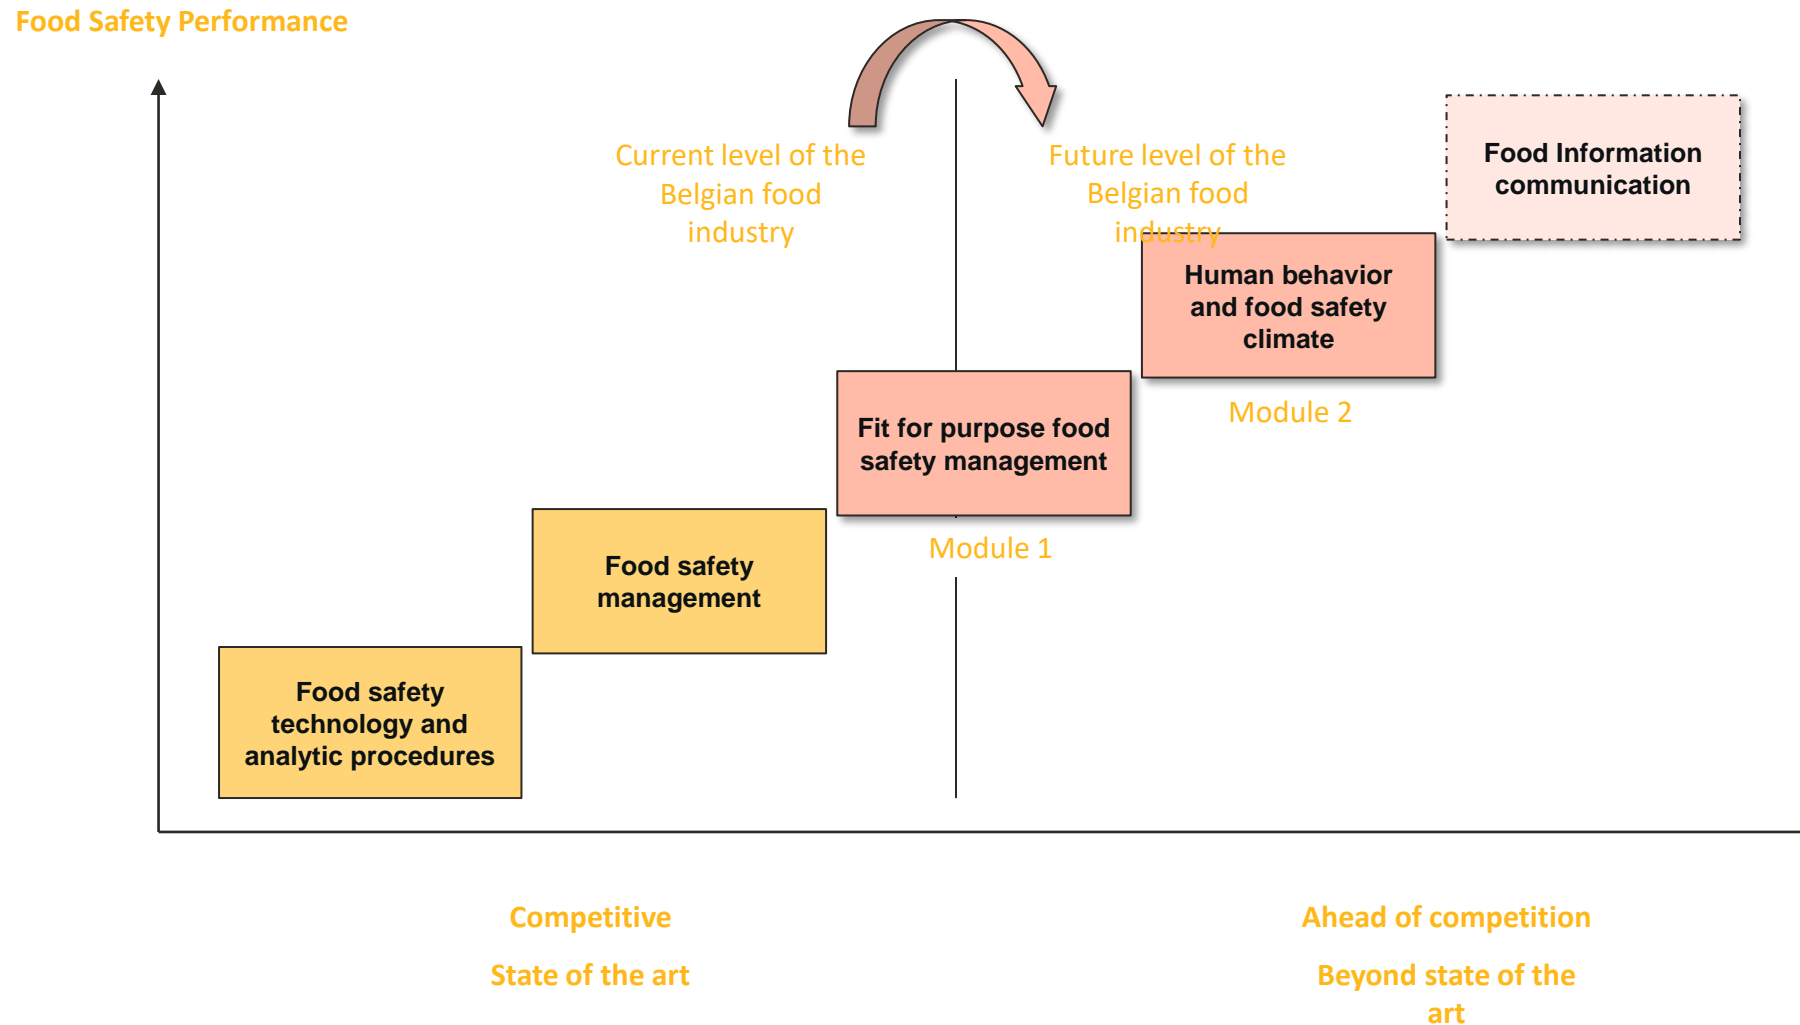 Food Safety Performance
Current level of the
Belgian food
industry
Future level of the
Belgian food
industry
Food Information
communication
Human behavior
and food safety
climate
Module 2
Fit for purpose food
safety management
Module 1
Food safety
management
Food safety
technology and
analytic procedures
Competitive
State of the art
Ahead of competition
Beyond state of the
art